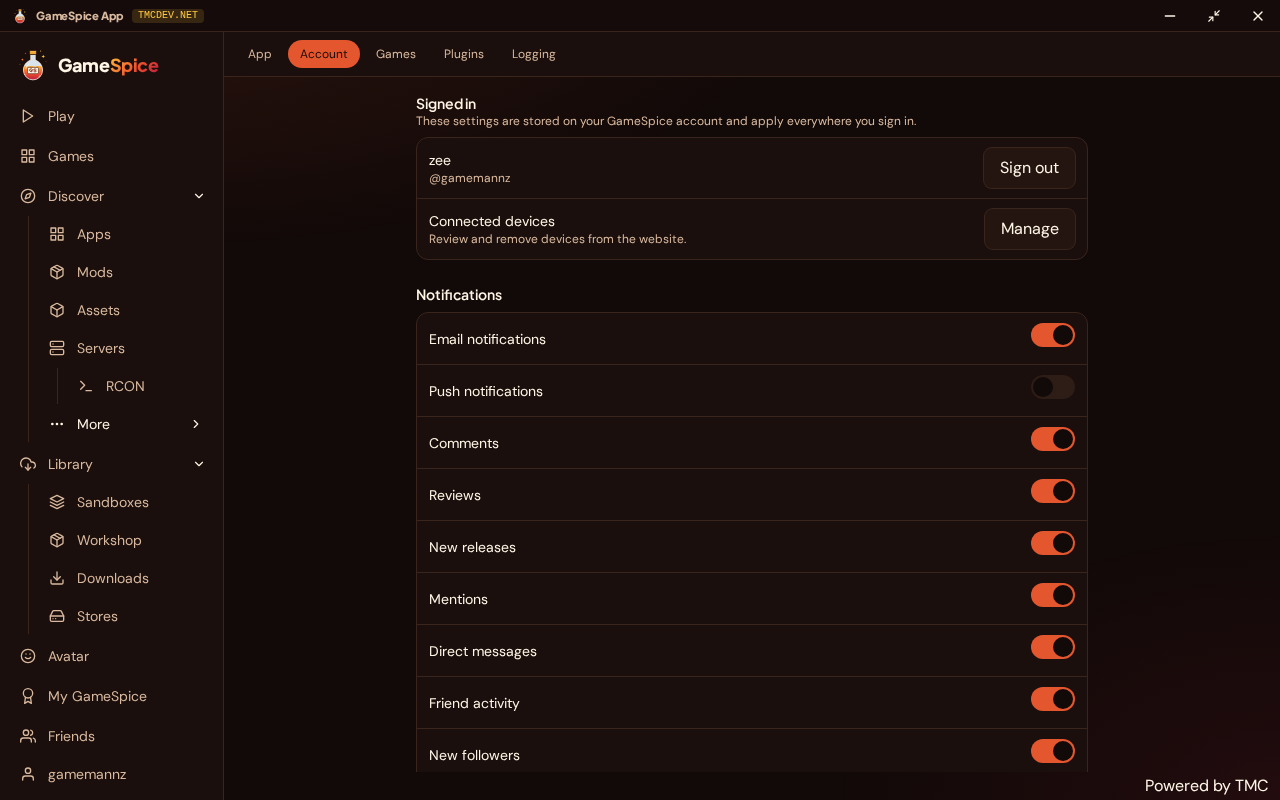 GameSpice App
TMCDEV.NET
GameSpice
Play
Games
Discover
Apps
Mods
Assets
Servers
RCON
More
Library
Sandboxes
Workshop
Downloads
Stores
Avatar
My GameSpice
Friends
gamemannz
App
Account
Games
Plugins
Logging
Signed in
These settings are stored on your GameSpice account and apply everywhere you sign in.
zee
@gamemannz
Sign out
Connected devices
Review and remove devices from the website.
Manage
Notifications
Email notifications
Push notifications
Comments
Reviews
New releases
Mentions
Direct messages
Friend activity
New followers
Powered by TMC